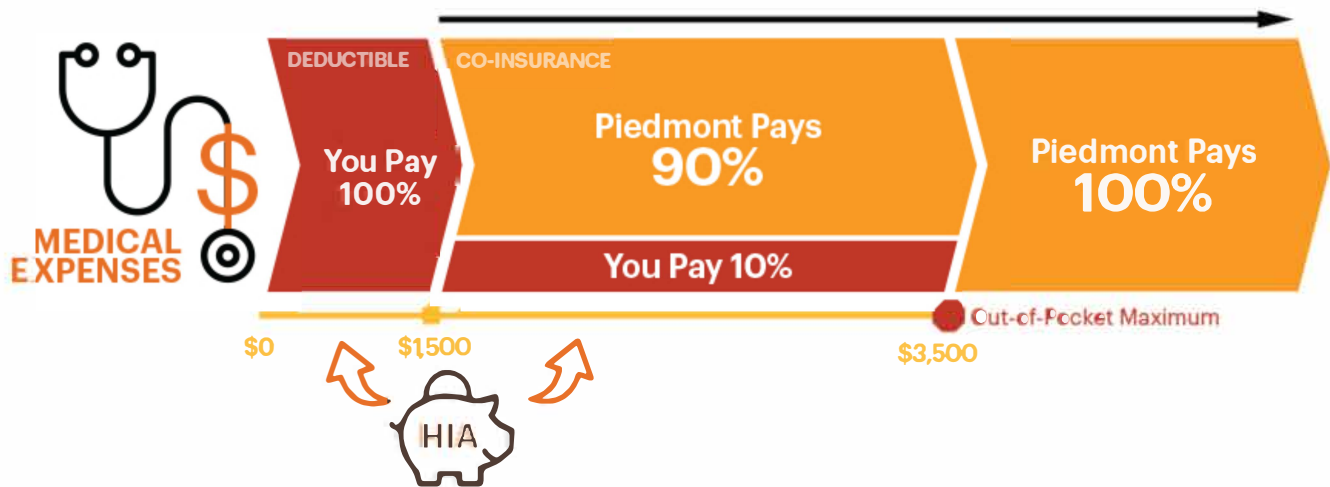 DEDUCTIBLE
CO-INSURANCE
You Pay
100%
Piedmont Pays
90%
You Pay 10%
Piedmont Pays
100%
MEDICAL
EXPENSES
Out-of-Pocket Maximum
$0
$1,500
$3,500
HIA